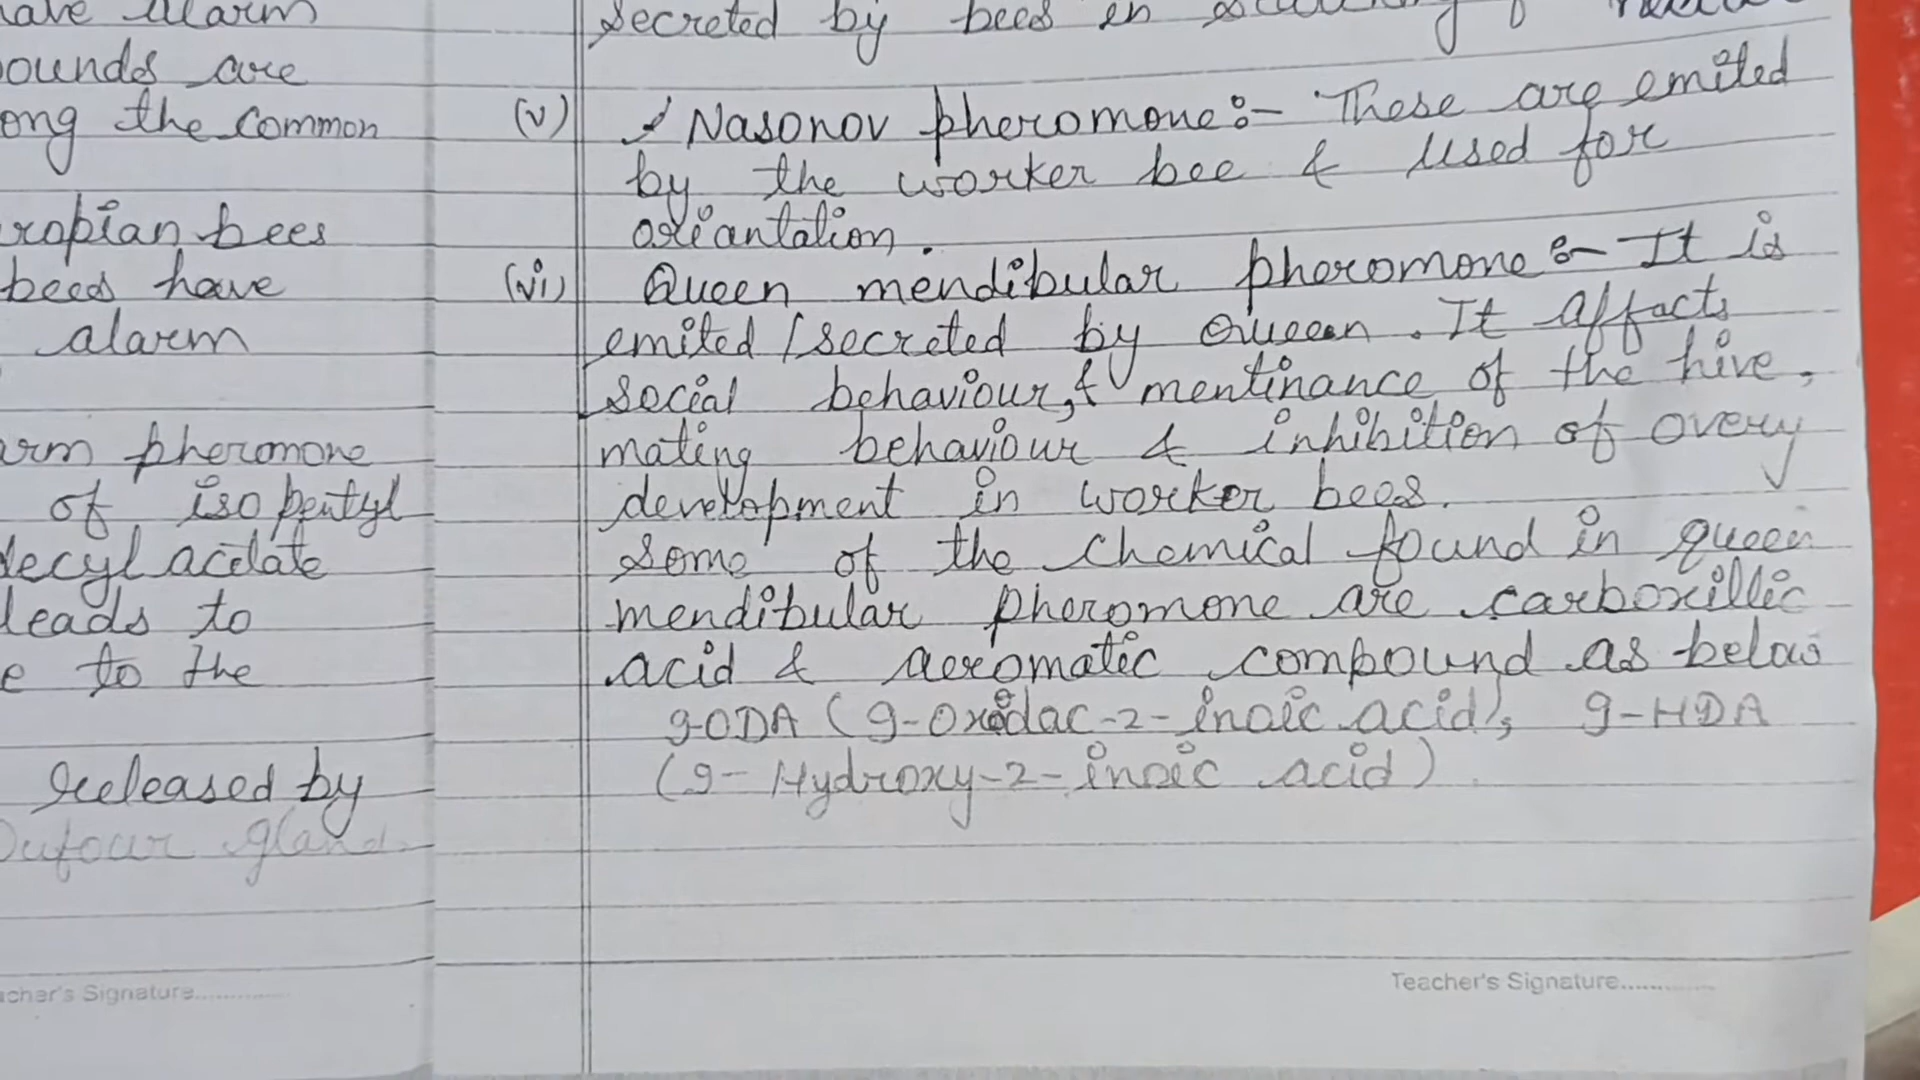 have alarm
ounds are
ong the common
ropian bees
bees have
alarm
arm pheromone
of isopentyl
decyl acetate
leads to
e to the
released by
Dufour gland.
acher's Signature..............
secreted by bees in
(v) Nasonov pheromone:- These are emited
by the worker bee & used for
oriantation.
(vi) Queen mendibular pheromone:- It is
emited/secreted by Queen. It affacts
social behaviour, & mentinance of the hive,
mating behaviour & inhibition of overy
development in worker bees.
Some of the chemical found in queen
mendibular pheromone are carboxillic
acid & aeromatic compound as below
9-ODA (9-Oxodac-2-inoic acid), 9-HDA
(9-Hydroxy-2-inoic acid)
Teacher's Signature..............